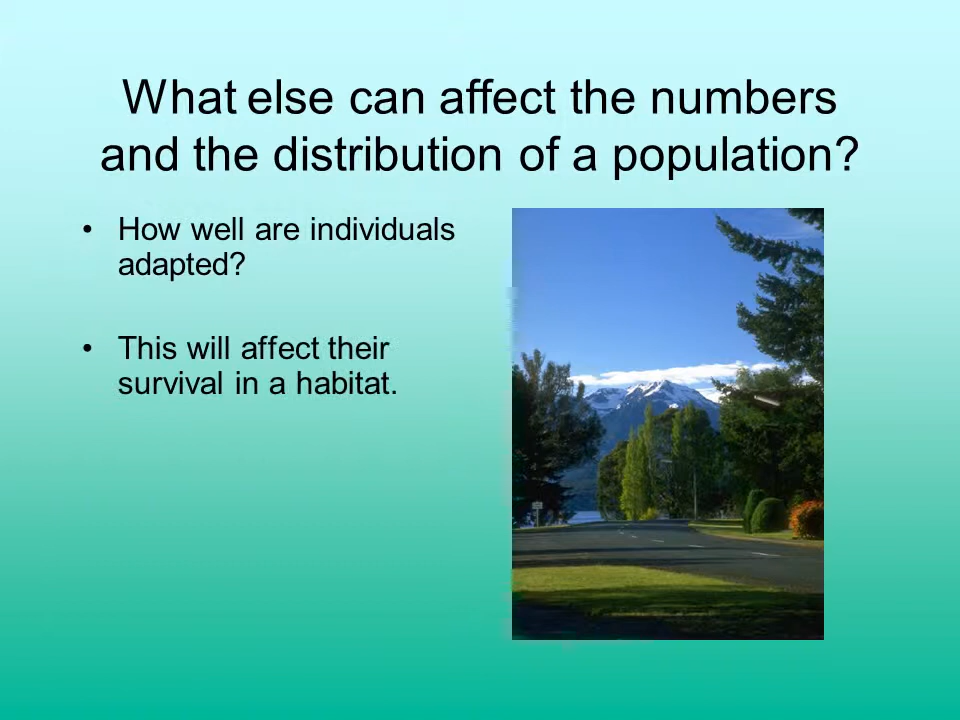 What else can affect the numbers
and the distribution of a population?
• How well are individuals
adapted?
• This will affect their
survival in a habitat.